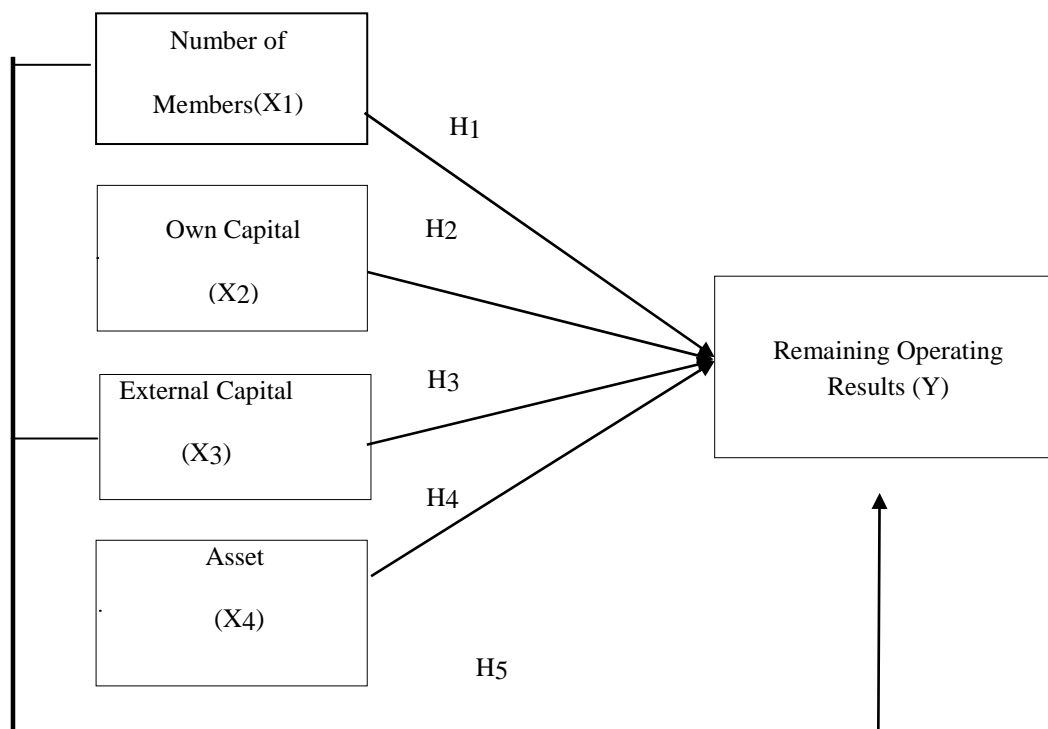 Number of
Members(X1)
H1
Own Capital
(X2)
H2
External Capital
(X3)
H3
Remaining Operating
Results (Y)
H4
Asset
(X4)
H5